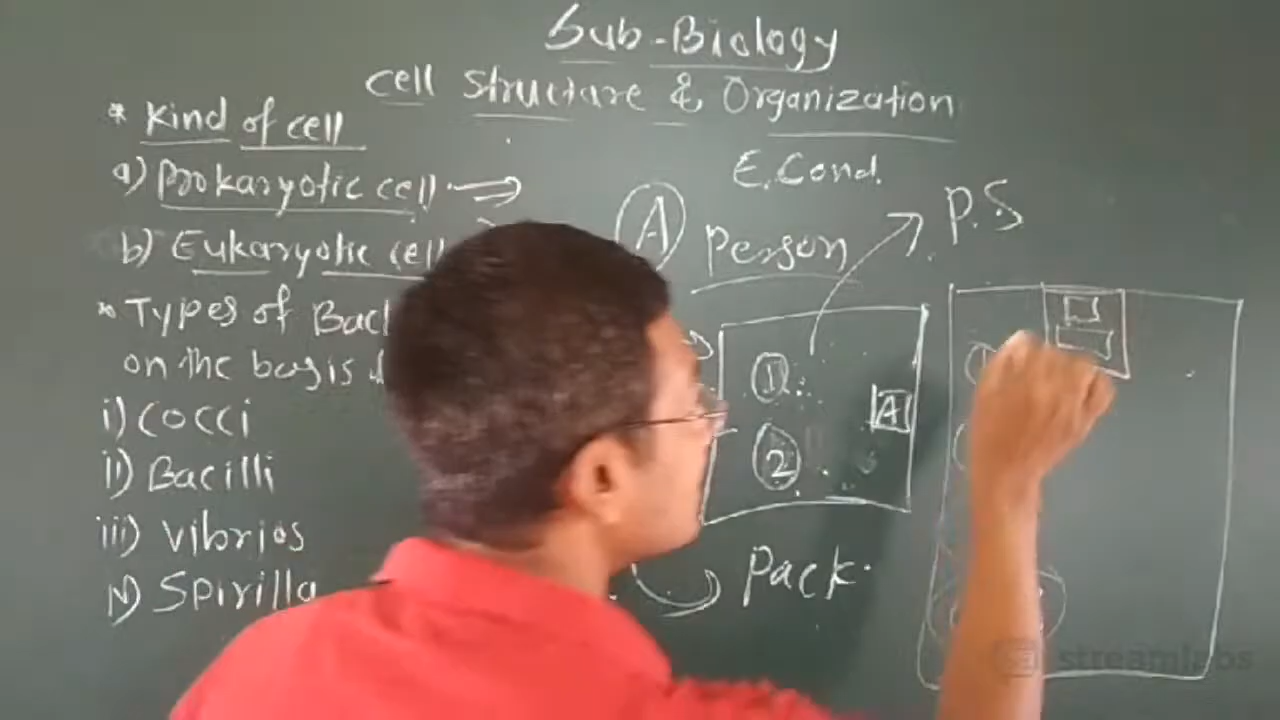 Sub-Biology
Cell Structure & Organization
* Kind of cell
a) Prokaryotic cell
b) Eukaryotic cell
* Types of
on the basis
i) Cocci
ii) Bacilli
iii) Vibrios
iv) Spirilla
E. Cond.
A
Person
P.S
1
2
A
Pack.
streamlabs